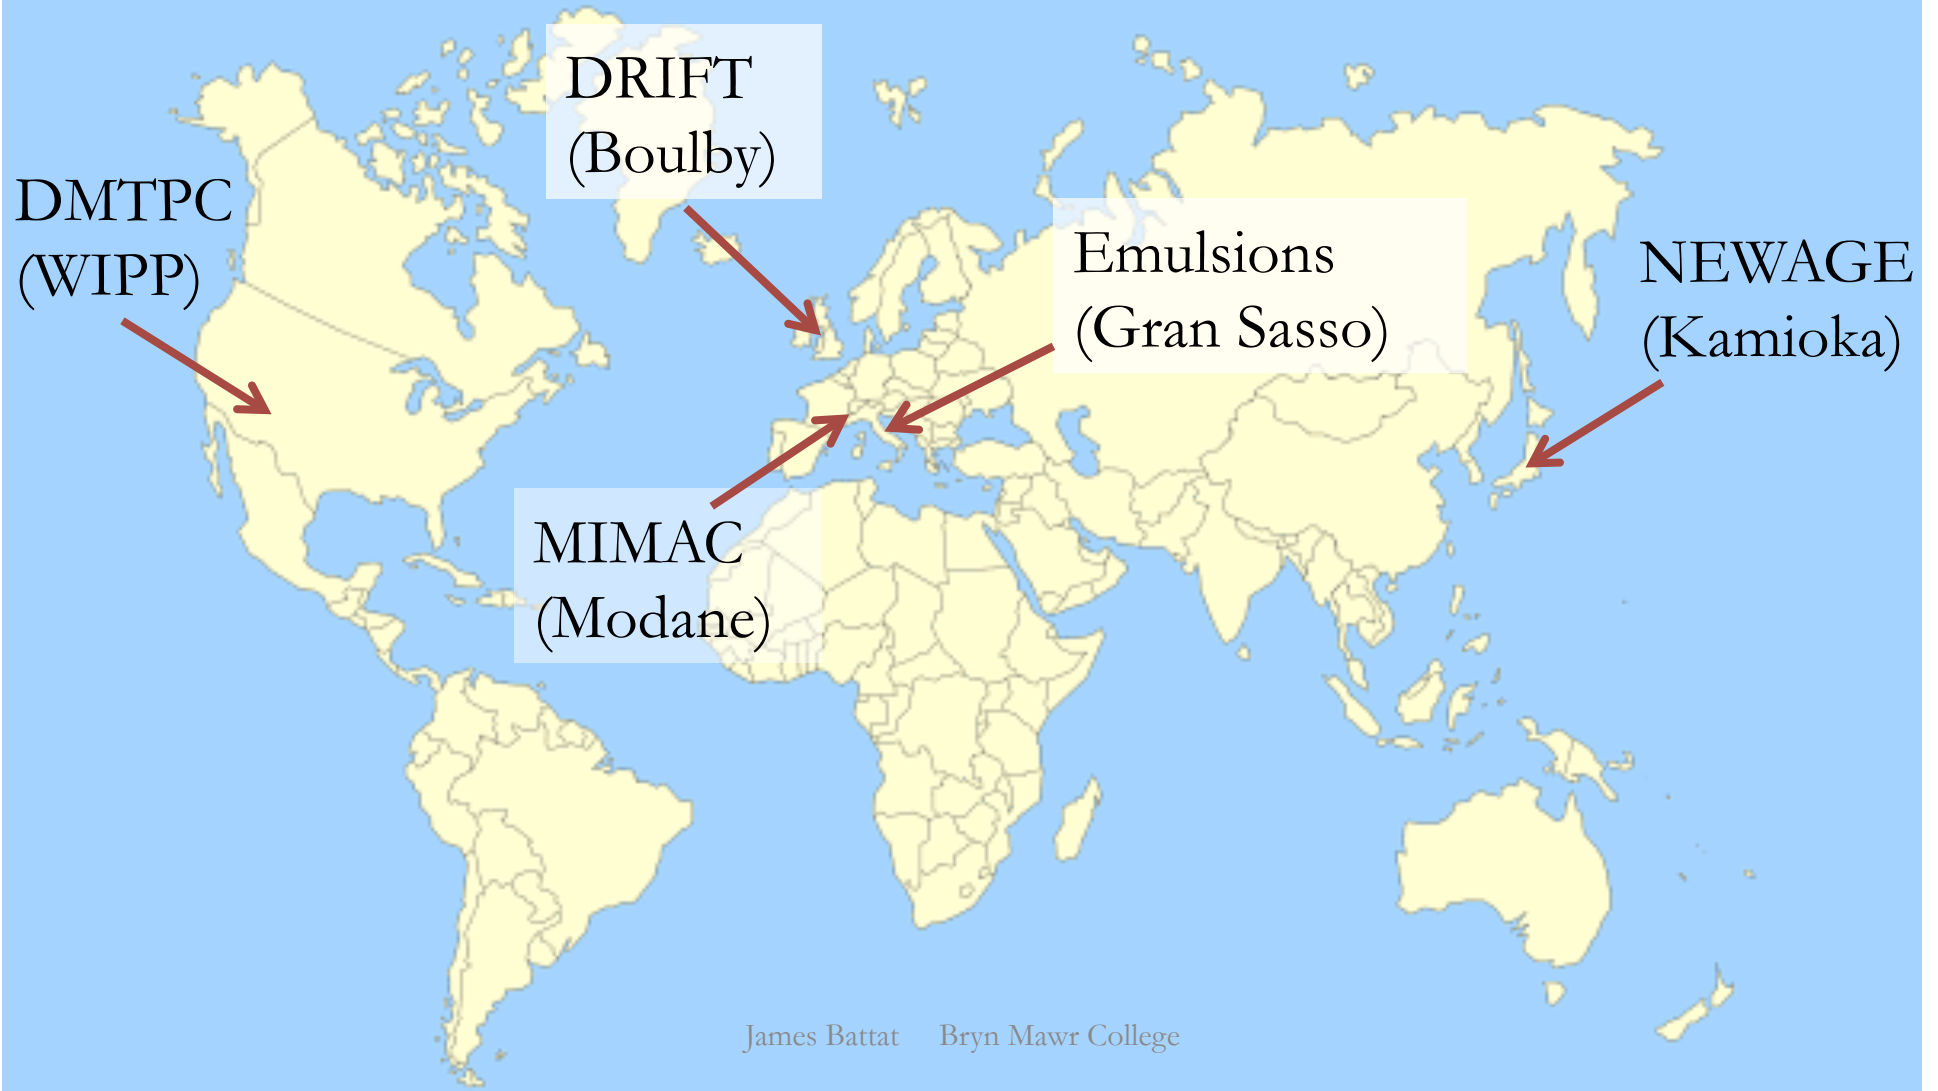 DRIFT
(Boulby)
DMTPC
(WIPP)
Emulsions
(Gran Sasso)
NEWAGE
(Kamioka)
MIMAC
(Modane)
James Battat Bryn Mawr College